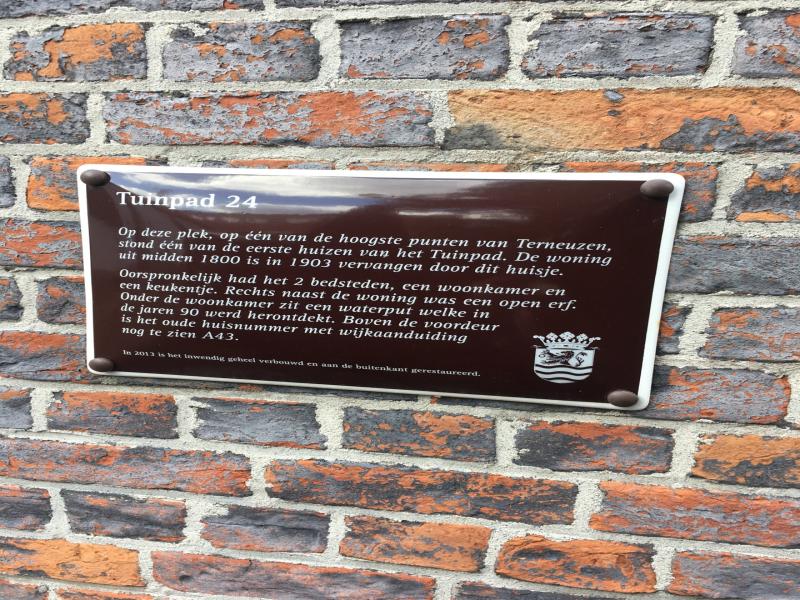 Tuinpad 24
Op deze plek, op één van de hoogste punten van Terneuzen,
stond één van de eerste huizen van het Tuinpad. De woning
uit midden 1800 is in 1903 vervangen door dit huisje.
Oorspronkelijk had het 2 bedsteden, een woonkamer en
een keukentje. Rechts naast de woning was een open erf.
Onder de woonkamer zit een waterput welke in
de jaren 90 werd herontdekt. Boven de voordeur
is het oude huisnummer met wijkaanduiding
nog te zien A43.
In 2013 is het inwendig geheel verbouwd en aan de buitenkant gerestaureerd.